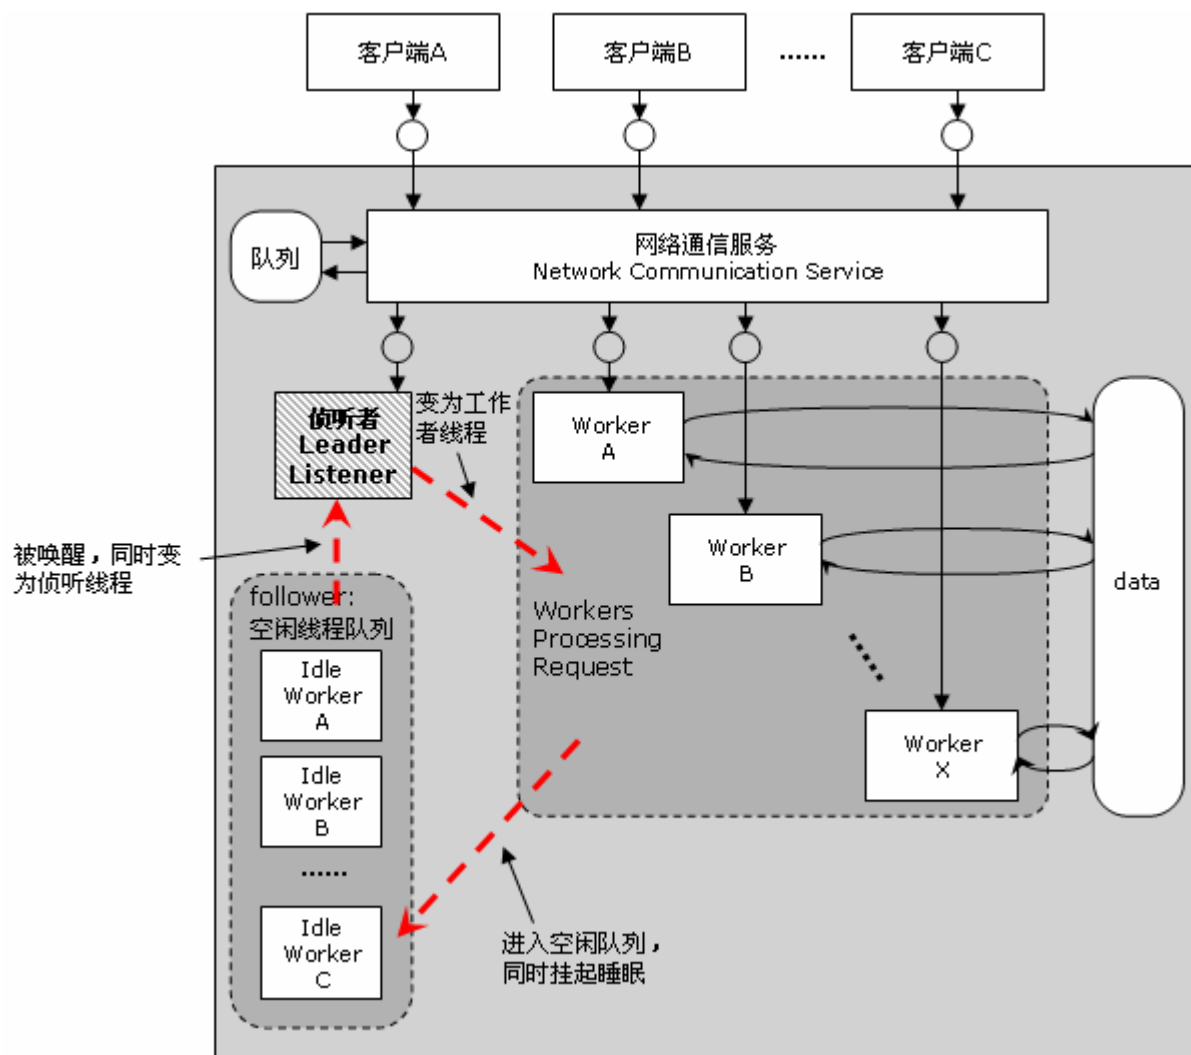 客户端A
客户端B
......
客户端C
队列
网络通信服务
Network Communication Service
侦听者
Leader
Listener
变为工作
者线程
Worker
A
Worker
B
Workers
Processing
Request
Worker
X
data
被唤醒，同时变
为侦听线程
follower:
空闲线程队列
Idle
Worker
A
Idle
Worker
B
......
Idle
Worker
C
进入空闲队列，
同时挂起睡眠